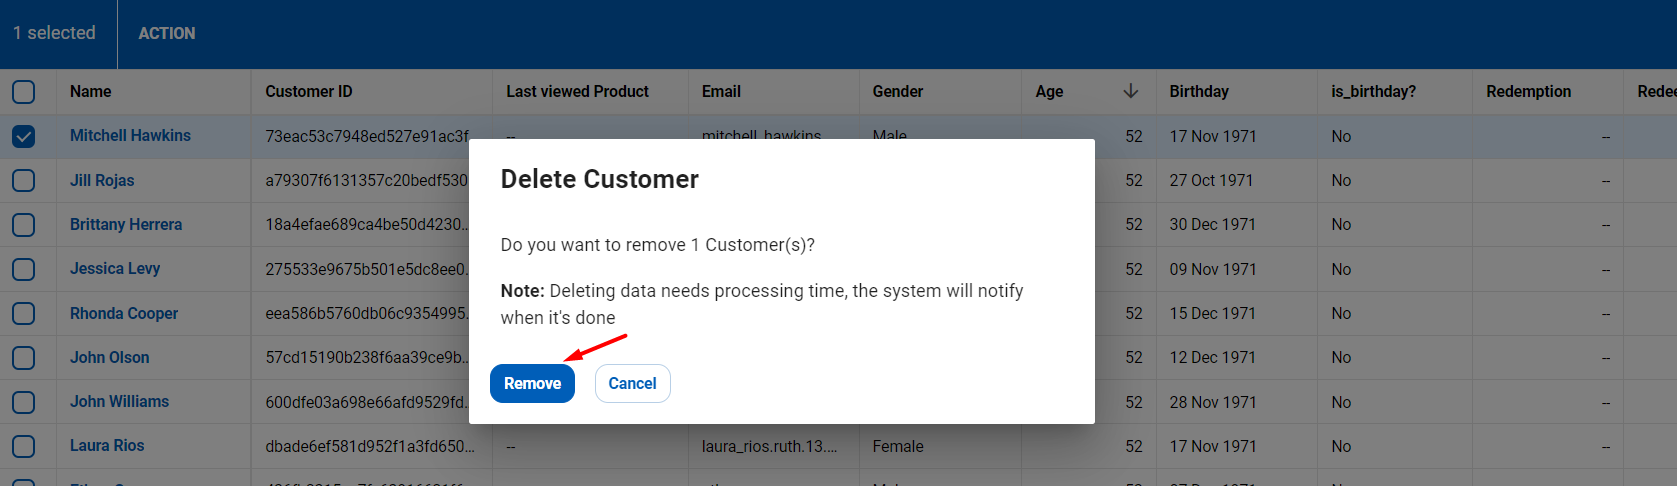 1 selected ACTION
Name Customer ID Last viewed Product Email Gender Age Birthday is_birthday? Redemption
Mitchell Hawkins 73eac53c7948ed527e91ac3f... -- mitchell_hawkins... Male 52 17 Nov 1971 No --
Jill Rojas a79307f6131357c20bedf530 52 27 Oct 1971 No --
Brittany Herrera 18a4efae689ca4be50d4230... 52 30 Dec 1971 No --
Jessica Levy 275533e9675b501e5dc8ee0... 52 09 Nov 1971 No --
Rhonda Cooper eea586b5760db06c9354995... 52 15 Dec 1971 No --
John Olson 57cd15190b238f6aa39ce9b... 52 12 Dec 1971 No --
John Williams 600dfe03a698e66afd9529fd... 52 28 Nov 1971 No --
Laura Rios dbade6ef581d952f1a3fd650... -- laura_rios.ruth.13.... Female 52 17 Nov 1971 No --
Delete Customer
Do you want to remove 1 Customer(s)?
Note: Deleting data needs processing time, the system will notify
when it's done
Remove Cancel